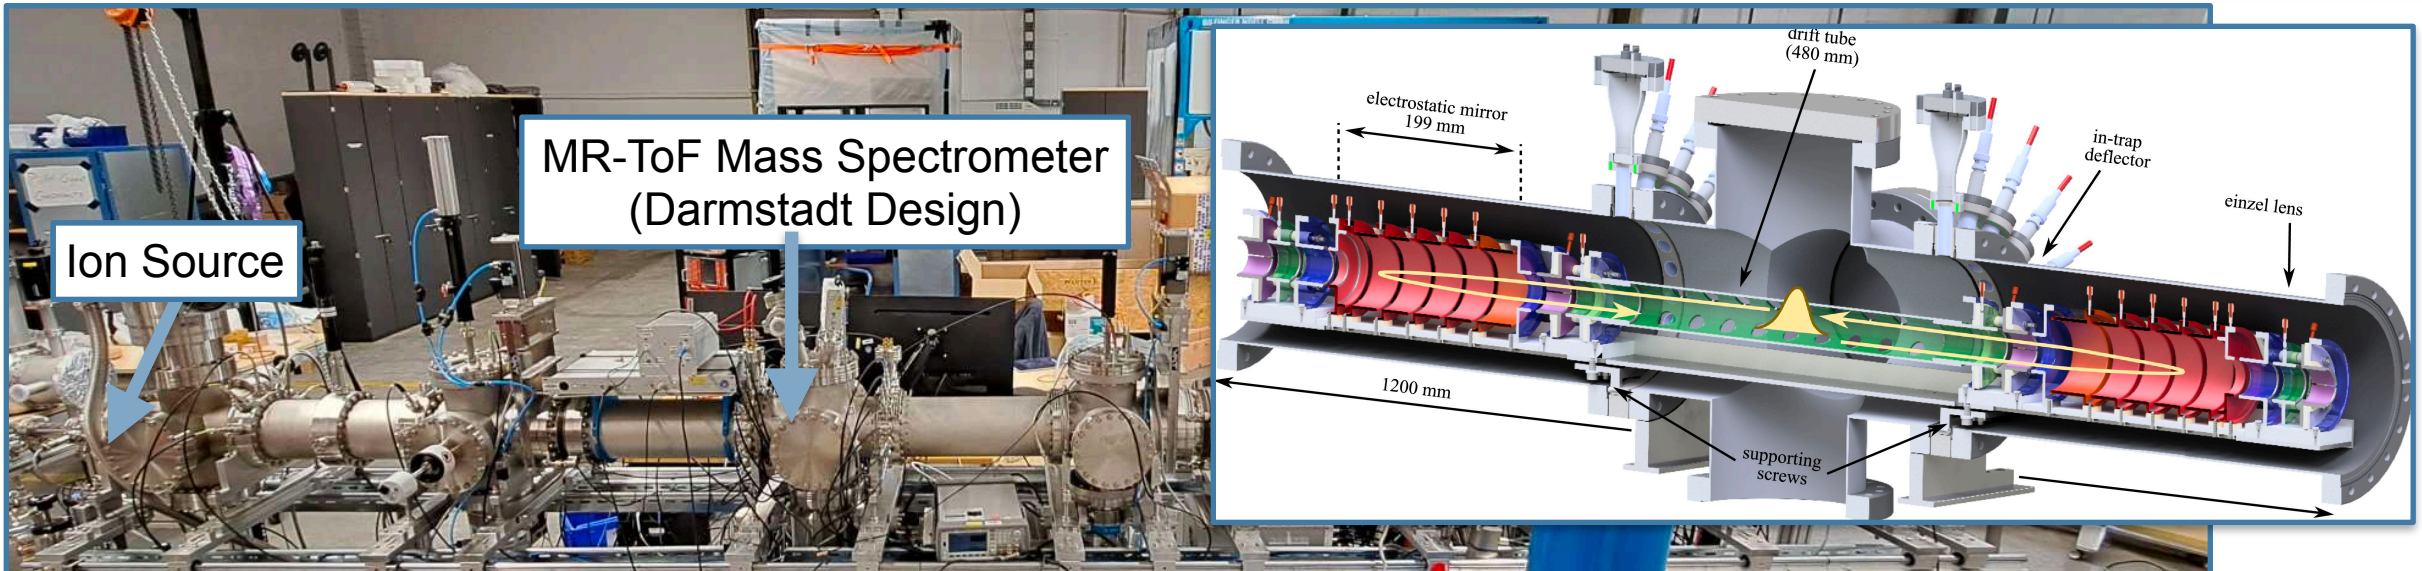 Ion Source
MR-ToF Mass Spectrometer
(Darmstadt Design)
drift tube
(480 mm)
electrostatic mirror
199 mm
in-trap
deflector
einzel lens
1200 mm
supporting
screws